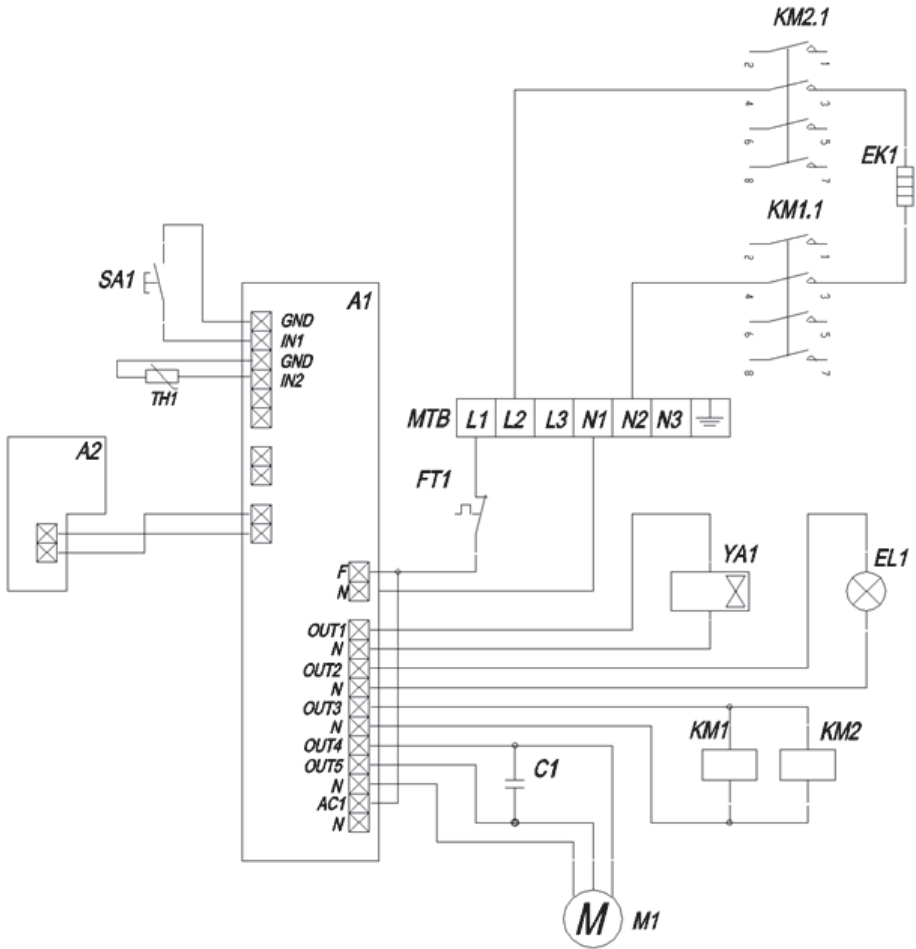 KM2.1
2 1
4 3
6 5
8 7
EK1
KM1.1
2 1
4 3
6 5
8 7
SA1
A1
GND
IN1
GND
IN2
TH1
MTB L1 L2 L3 N1 N2 N3
A2
FT1
YA1
EL1
F
N
OUT1
N
OUT2
N
OUT3
N
OUT4
OUT5
N
AC1
N
KM1
KM2
C1
M
M1